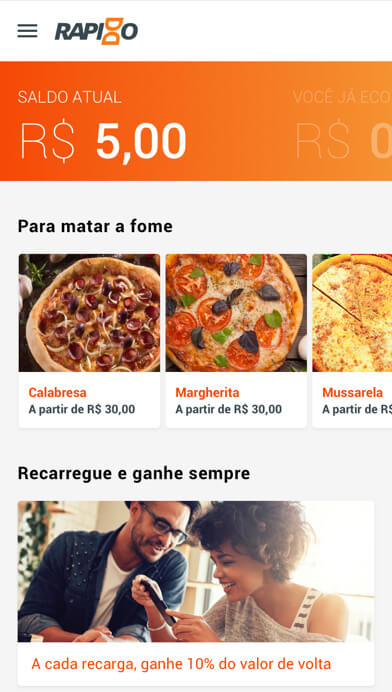 RAPIDDO
SALDO ATUAL
R$ 5,00
VOCÊ JÁ ECO
R$ 0
Para matar a fome
Calabresa
A partir de R$ 30,00
Margherita
A partir de R$ 30,00
Mussarela
A partir de R$
Recarregue e ganhe sempre
A cada recarga, ganhe 10% do valor de volta